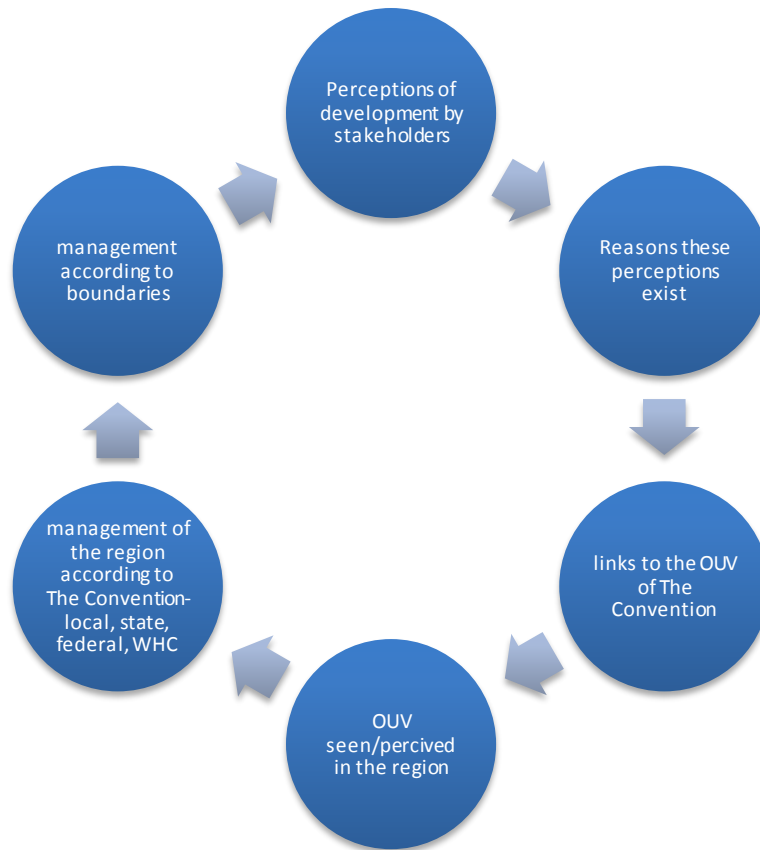 Perceptions of
development by
stakeholders
Reasons these
perceptions
exist
links to the OUV
of The
Convention
OUV
seen/percived
in the region
management of
the region
according to
The Convention-
local, state,
federal, WHC
management
according to
boundaries